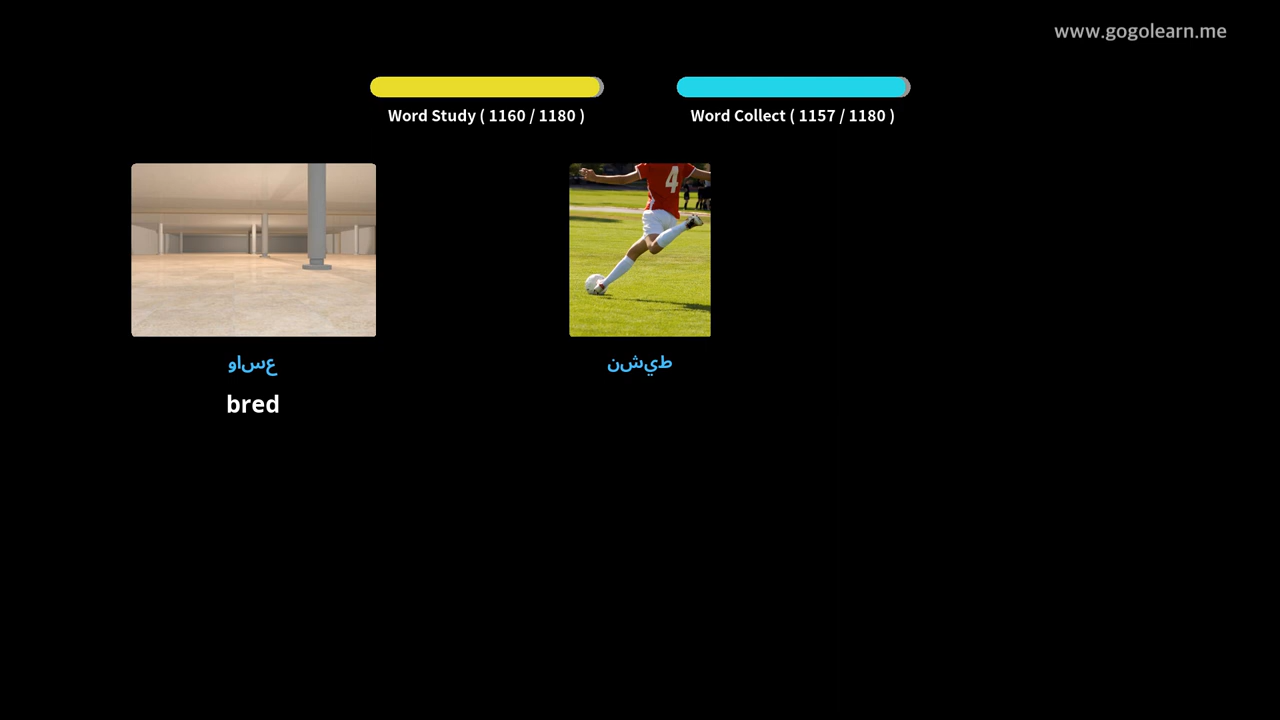 www.gogolearn.me
Word Study ( 1160 / 1180 )
Word Collect ( 1157 / 1180 )
عساو
طيشن
bred